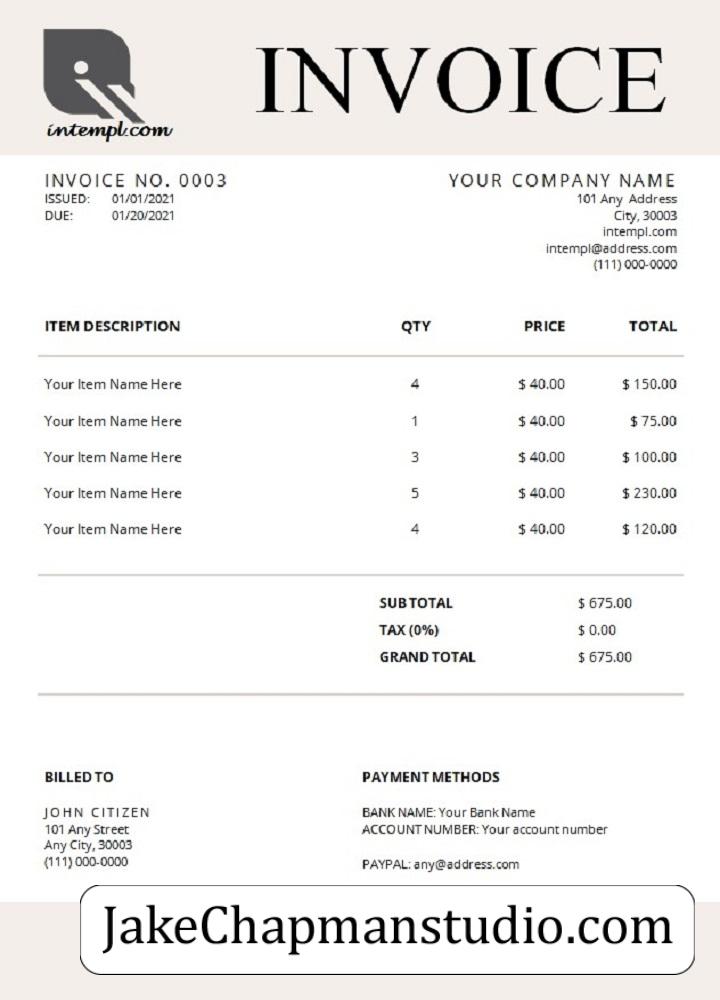 intempl.com
INVOICE
INVOICE NO. 0003
ISSUED: 01/01/2021
DUE: 01/20/2021
YOUR COMPANY NAME
101 Any Address
City, 30003
intempl.com
intempl@address.com
(111) 000-0000
ITEM DESCRIPTION QTY PRICE TOTAL
Your Item Name Here 4 $ 40.00 $ 150.00
Your Item Name Here 1 $ 40.00 $ 75.00
Your Item Name Here 3 $ 40.00 $ 100.00
Your Item Name Here 5 $ 40.00 $ 230.00
Your Item Name Here 4 $ 40.00 $ 120.00
SUBTOTAL $ 675.00
TAX (0%) $ 0.00
GRAND TOTAL $ 675.00
BILLED TO
JOHN CITIZEN
101 Any Street
Any City, 30003
(111) 000-0000
PAYMENT METHODS
BANK NAME: Your Bank Name
ACCOUNT NUMBER: Your account number
PAYPAL: any@address.com
JakeChapmanstudio.com